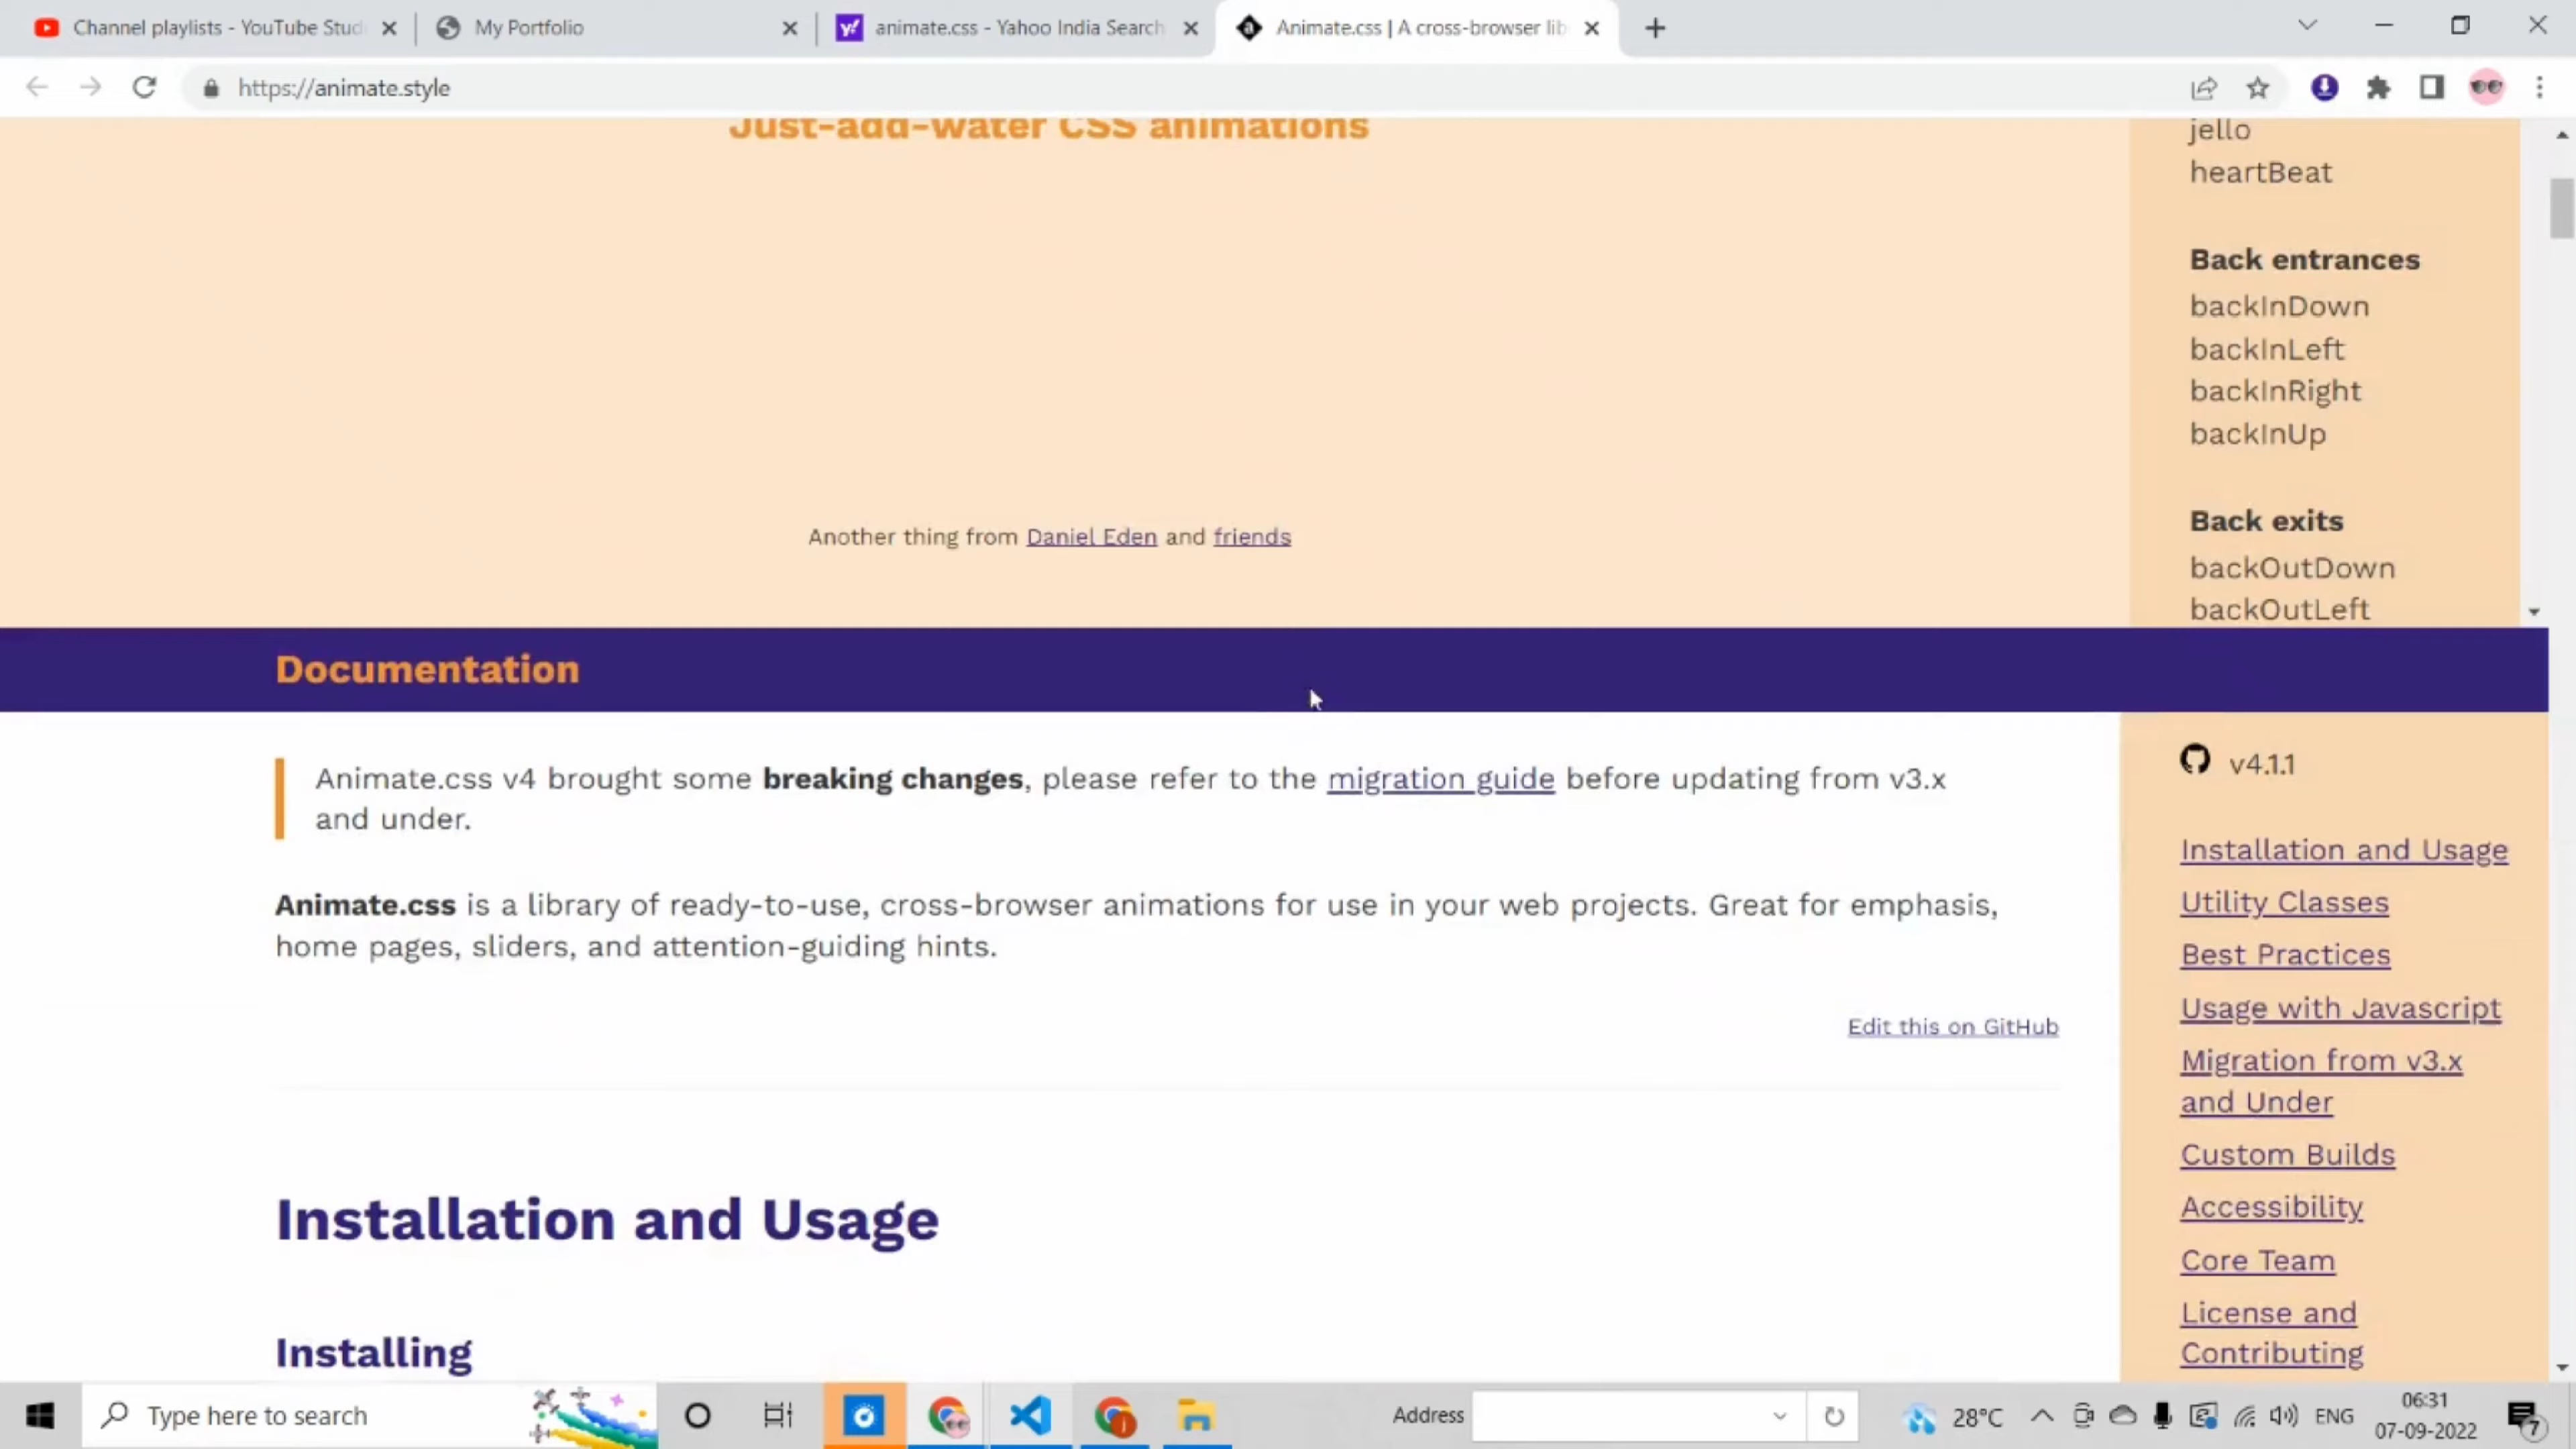 Channel playlists - YouTube Stud
My Portfolio
animate.css - Yahoo India Search
Animate.css | A cross-browser lib
https://animate.style
Just-add-water CSS animations
jello
heartBeat
Back entrances
backInDown
backInLeft
backInRight
backInUp
Back exits
backOutDown
backOutLeft
Another thing from Daniel Eden and friends
Documentation
Animate.css v4 brought some breaking changes, please refer to the migration guide before updating from v3.x
and under.
Animate.css is a library of ready-to-use, cross-browser animations for use in your web projects. Great for emphasis,
home pages, sliders, and attention-guiding hints.
Edit this on GitHub
Installation and Usage
Installing
v4.1.1
Installation and Usage
Utility Classes
Best Practices
Usage with Javascript
Migration from v3.x
and Under
Custom Builds
Accessibility
Core Team
License and
Contributing
Type here to search
Address
28°C
ENG
06:31
07-09-2022
7